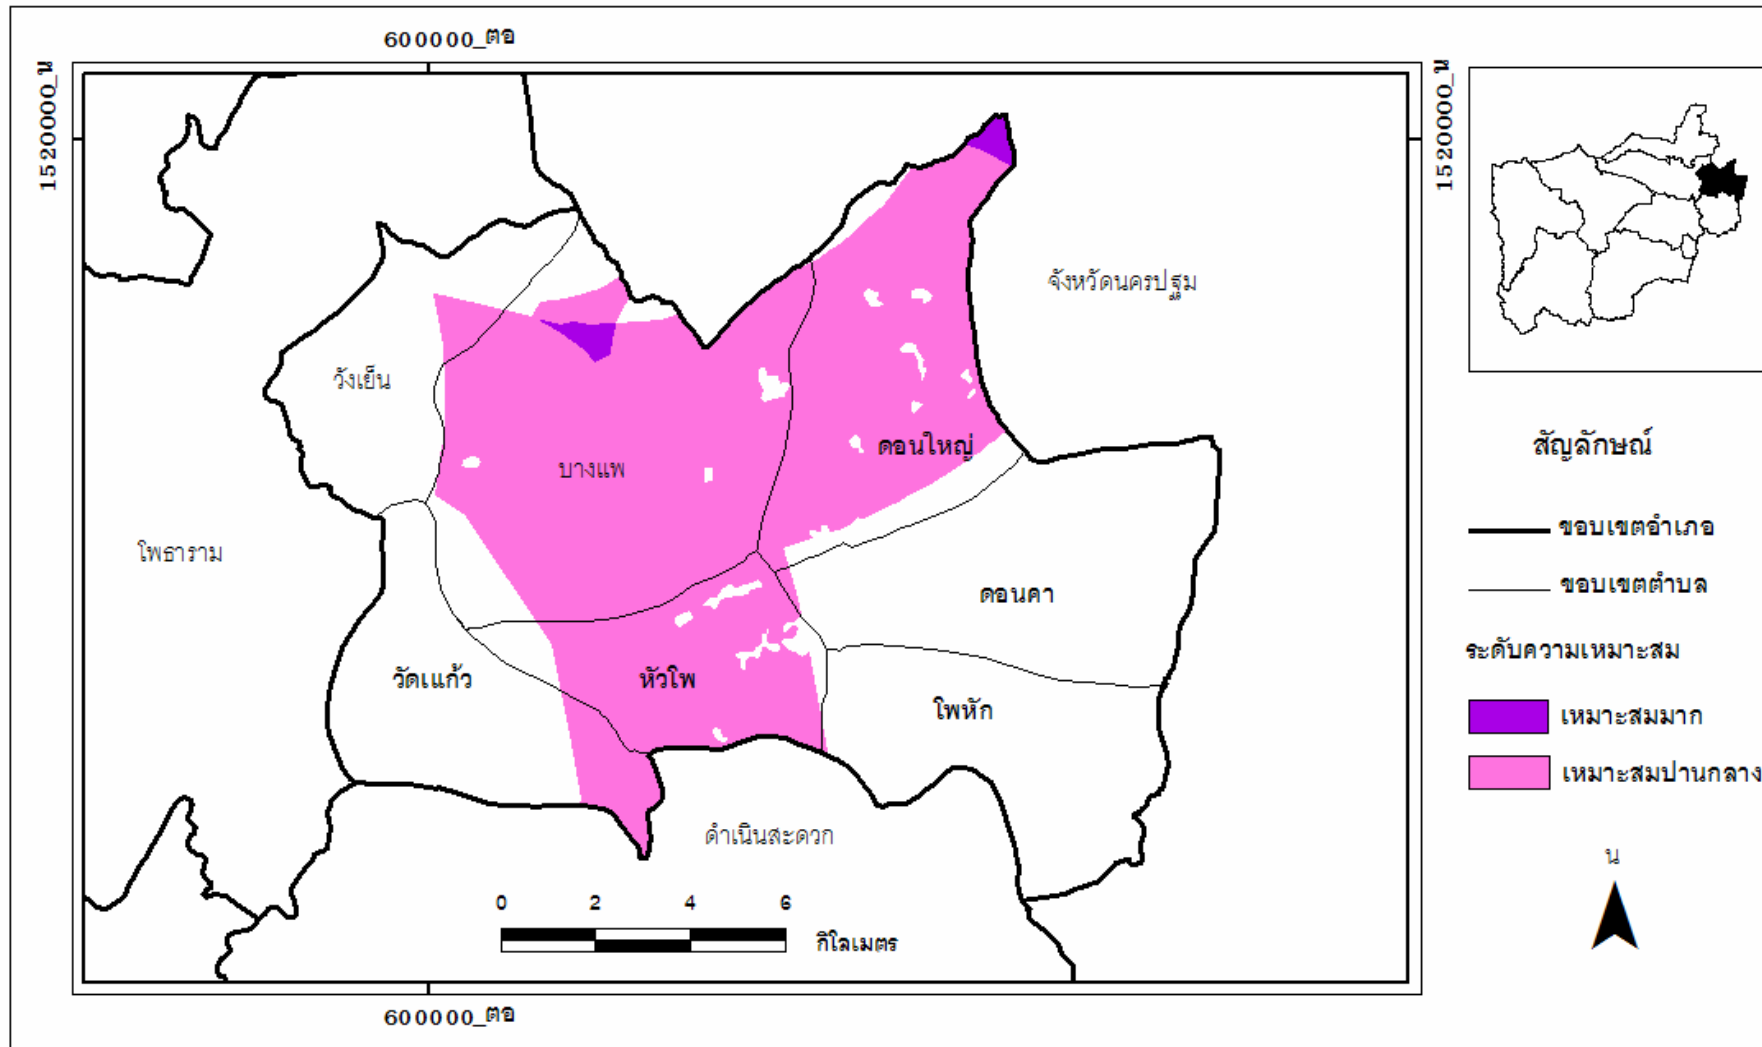 600000_ตอ
1520000_น
1520000_น
จังหวัดนครปฐม
วังเย็น
ดอนใหญ่
บางแพ
โพธาราม
ดอนคา
วัดแก้ว
หัวโพ
โพหัก
ดำเนินสะดวก
0 2 4 6
กิโลเมตร
600000_ตอ
สัญลักษณ์
ขอบเขตอำเภอ
ขอบเขตตำบล
ระดับความเหมาะสม
เหมาะสมมาก
เหมาะสมปานกลาง
น